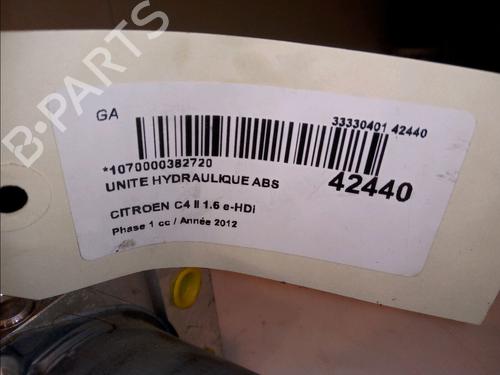 B-PARTS
GA
33330401 42440
*1070000382720
UNITE HYDRAULIQUE ABS
42440
CITROEN C4 II 1.6 e-HDi
Phase 1 cc / Année 2012